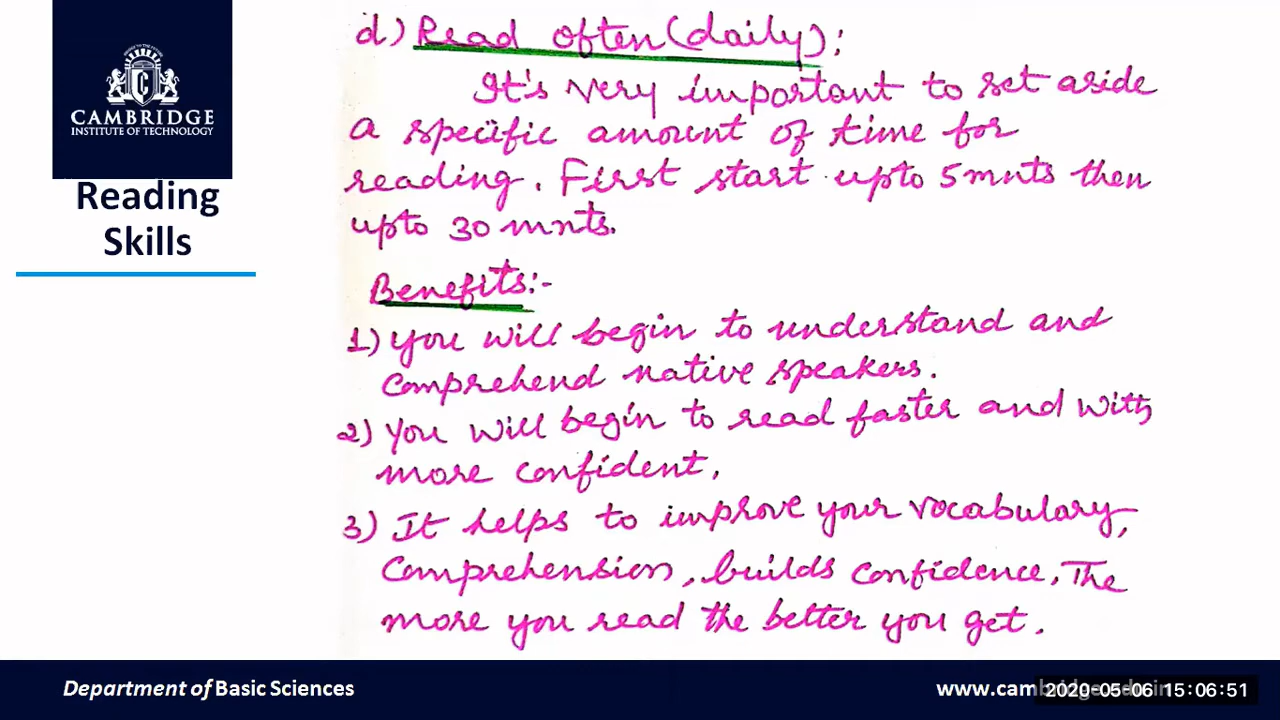 CAMBRIDGE
INSTITUTE OF TECHNOLOGY
Reading
Skills
d) Read often (daily):
It's very important to set aside
a specific amount of time for
reading. First start upto 5 mnts then
upto 30 mnts.
Benefits:-
1) You will begin to understand and
comprehend native speakers.
2) You will begin to read faster and with
more confident.
3) It helps to improve your vocabulary,
comprehension, builds confidence. The
more you read the better you get.
Department of Basic Sciences
2020-05-06 15:06:51